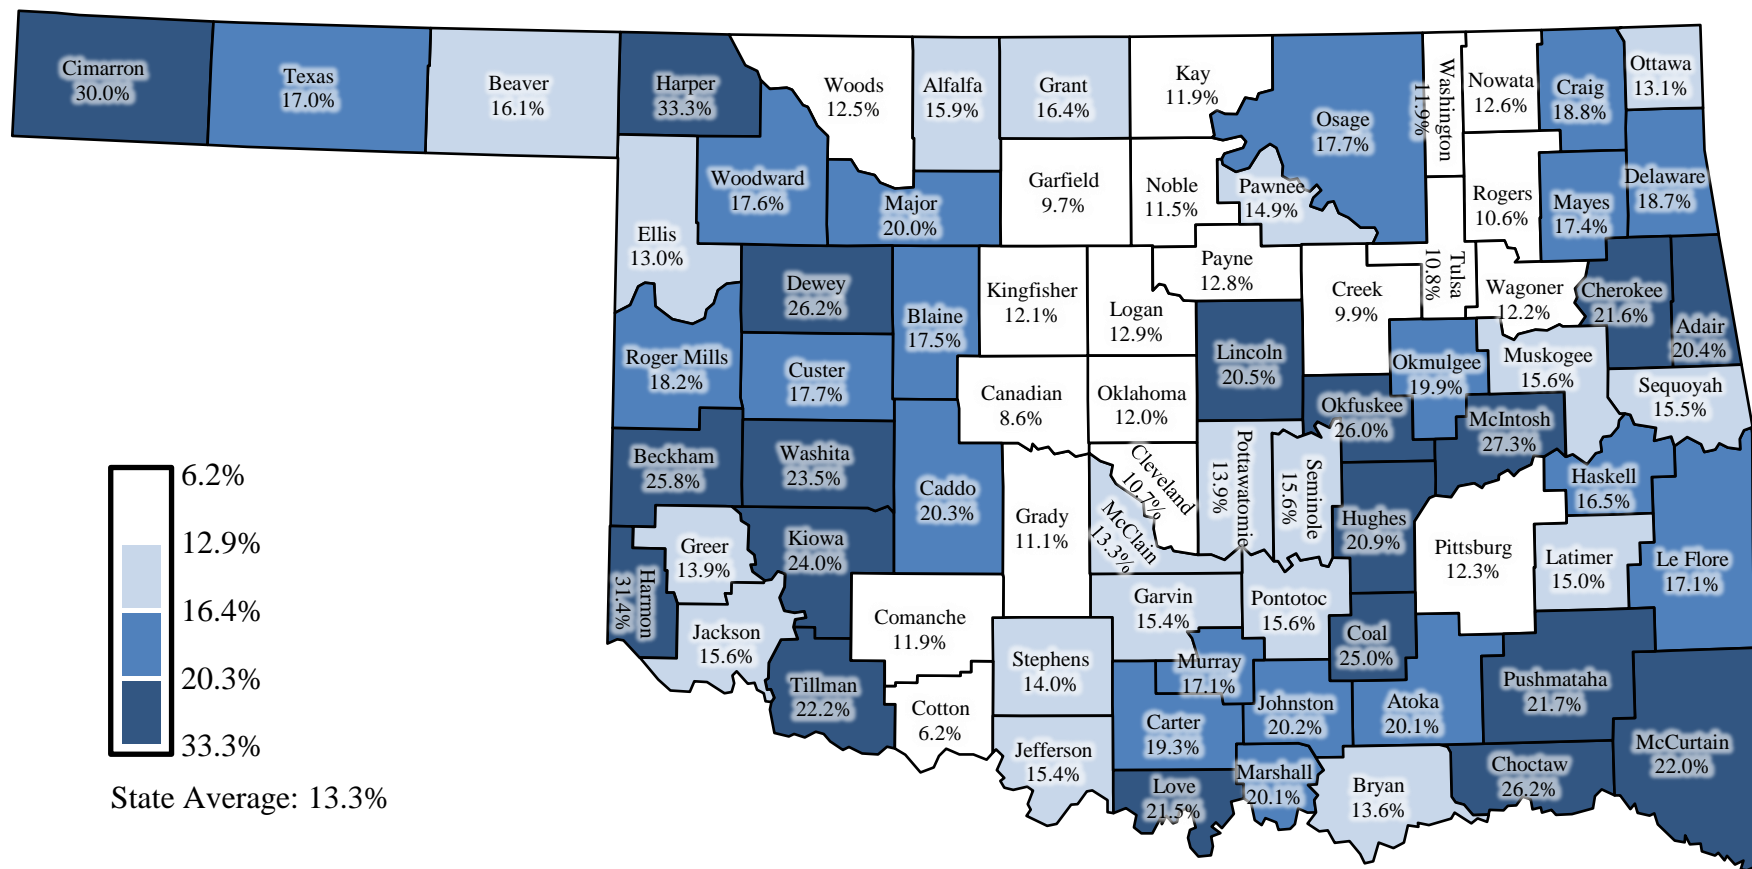 Cimarron
30.0%
Texas
17.0%
Beaver
16.1%
Harper
33.3%
Woods
12.5%
Alfalfa
15.9%
Grant
16.4%
Kay
11.9%
Osage
17.7%
Washington
11.9%
Nowata
12.6%
Craig
18.8%
Ottawa
13.1%
Woodward
17.6%
Major
20.0%
Garfield
9.7%
Noble
11.5%
Pawnee
14.9%
Rogers
10.6%
Mayes
17.4%
Delaware
18.7%
Ellis
13.0%
Dewey
26.2%
Blaine
17.5%
Kingfisher
12.1%
Logan
12.9%
Payne
12.8%
Creek
9.9%
Tulsa
10.8%
Wagoner
12.2%
Cherokee
21.6%
Adair
20.4%
Roger Mills
18.2%
Custer
17.7%
Canadian
8.6%
Oklahoma
12.0%
Lincoln
20.5%
Okfuskee
26.0%
Okmulgee
19.9%
Muskogee
15.6%
McIntosh
27.3%
Sequoyah
15.5%
Beckham
25.8%
Washita
23.5%
Caddo
20.3%
Grady
11.1%
Cleveland
10.7%
McClain
13.3%
Pottawatomie
13.9%
Seminole
15.6%
Hughes
20.9%
Pittsburg
12.3%
Haskell
16.5%
Latimer
15.0%
Le Flore
17.1%
Harmon
31.4%
Greer
13.9%
Kiowa
24.0%
Jackson
15.6%
Tillman
22.2%
Comanche
11.9%
Cotton
6.2%
Stephens
14.0%
Jefferson
15.4%
Garvin
15.4%
Murray
17.1%
Carter
19.3%
Love
21.5%
Pontotoc
15.6%
Johnston
20.2%
Marshall
20.1%
Coal
25.0%
Atoka
20.1%
Bryan
13.6%
Pushmataha
21.7%
Choctaw
26.2%
McCurtain
22.0%
6.2%
12.9%
16.4%
20.3%
33.3%
State Average: 13.3%